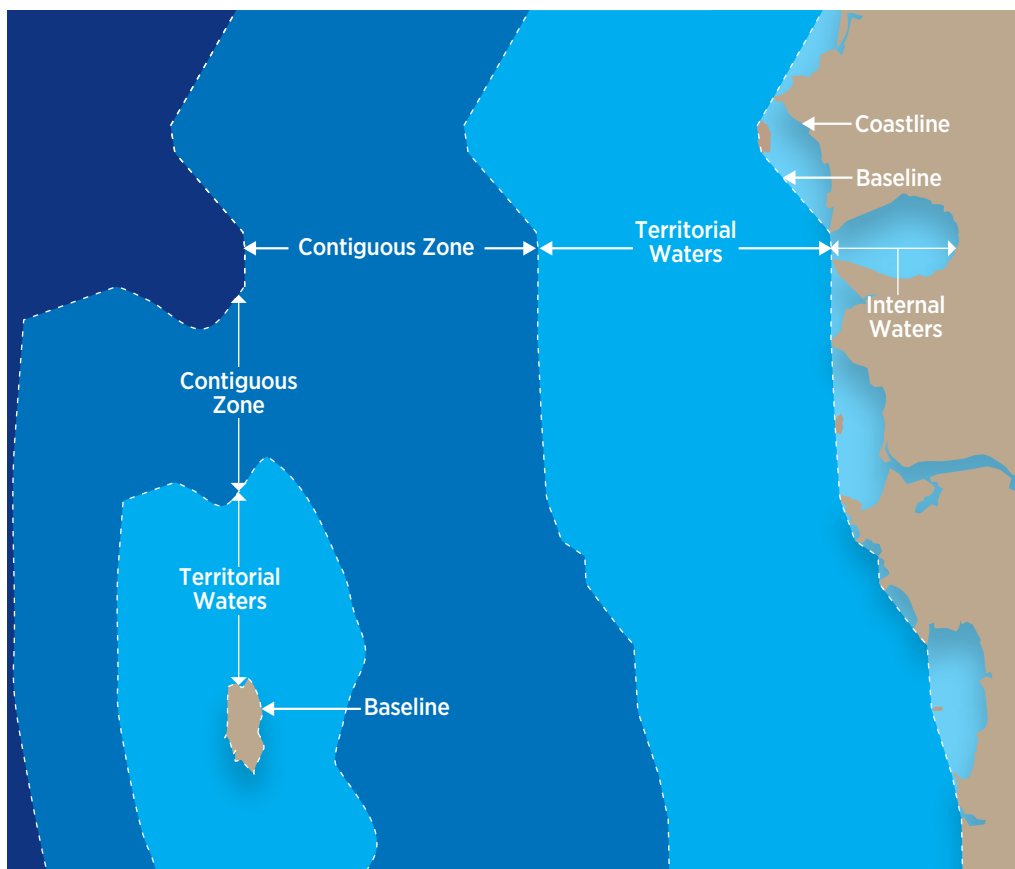 Coastline
Baseline
Contiguous Zone
Territorial
Waters
Internal
Waters
Contiguous
Zone
Territorial
Waters
Baseline